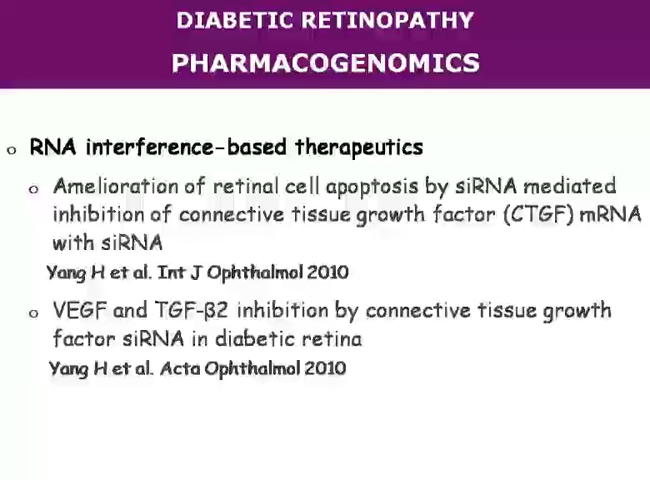 DIABETIC RETINOPATHY
PHARMACOGENOMICS
o RNA interference-based therapeutics
o Amelioration of retinal cell apoptosis by siRNA mediated
inhibition of connective tissue growth factor (CTGF) mRNA
with siRNA
Yang H et al. Int J Ophthalmol 2010
o VEGF and TGF-β2 inhibition by connective tissue growth
factor siRNA in diabetic retina
Yang H et al. Acta Ophthalmol 2010